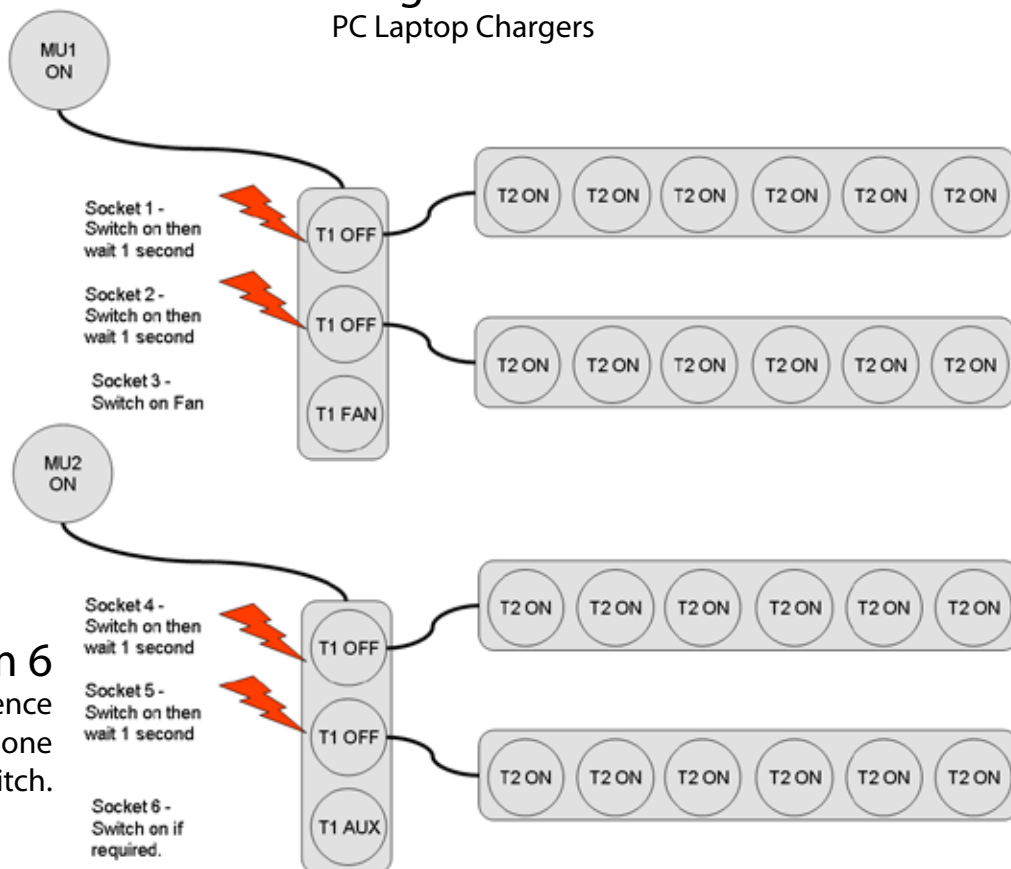 PC Laptop Chargers
MU1
ON
Socket 1 -
Switch on then
wait 1 second
T1 OFF
T2 ON T2 ON T2 ON T2 ON T2 ON T2 ON
Socket 2 -
Switch on then
wait 1 second
T1 OFF
T2 ON T2 ON T2 ON T2 ON T2 ON T2 ON
Socket 3 -
Switch on Fan
T1 FAN
MU2
ON
Socket 4 -
Switch on then
wait 1 second
T1 OFF
T2 ON T2 ON T2 ON T2 ON T2 ON T2 ON
Socket 5 -
Switch on then
wait 1 second
T1 OFF
T2 ON T2 ON T2 ON T2 ON T2 ON T2 ON
Socket 6 -
Switch on if
required.
T1 AUX
6
one